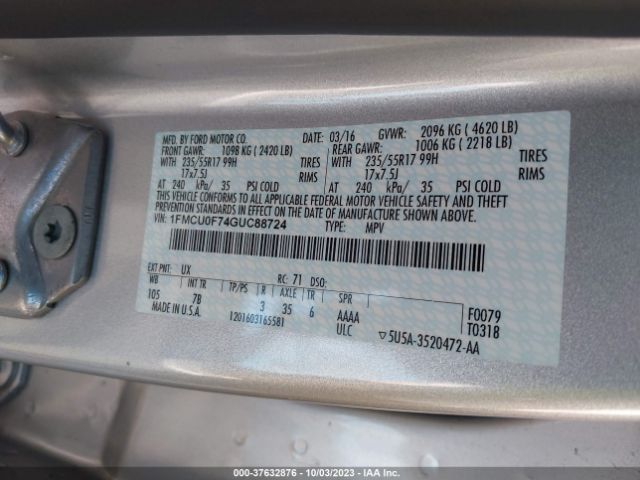 MFD. BY FORD MOTOR CO. DATE: 03/16 GVWR: 2096 KG ( 4620 LB)
FRONT GAWR: 1098 KG ( 2420 LB) REAR GAWR: 1006 KG ( 2218 LB)
WITH 235/55R17 99H TIRES WITH 235/55R17 99H TIRES
17x7.5J RIMS 17x7.5J RIMS
AT 240 kPa/ 35 PSI COLD AT 240 kPa/ 35 PSI COLD
THIS VEHICLE CONFORMS TO ALL APPLICABLE FEDERAL MOTOR VEHICLE SAFETY AND THEFT
PREVENTION STANDARDS IN EFFECT ON THE DATE OF MANUFACTURE SHOWN ABOVE.
VIN: 1FMCU0F74GUC88724 TYPE: MPV
EXT PNT: UX RC: 71 DSO:
WB INT TR TP/PS R AXLE TR SPR
105 7B 3 35 6 AAAA F0079
MADE IN U.S.A. 1201603165581 ULC T0318
▽5U5A-3520472-AA
000-37632876 - 10/03/2023 - IAA Inc.